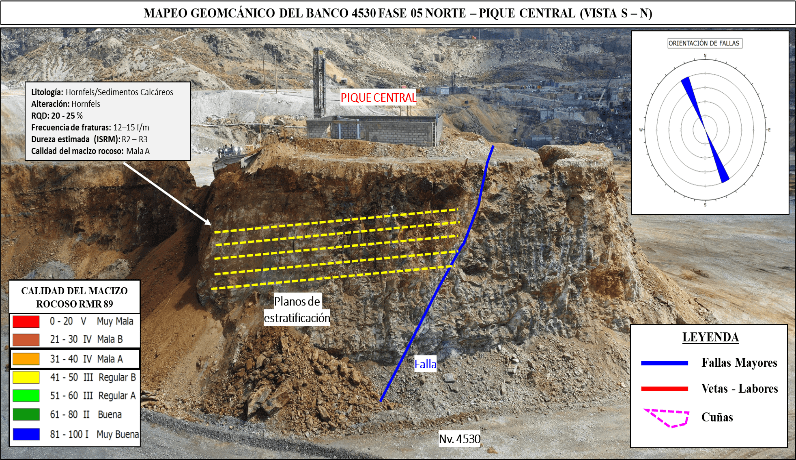 MAPEO GEOMCÁNICO DEL BANCO 4530 FASE 05 NORTE – PIQUE CENTRAL (VISTA S – N)
Litología: Hornfels/Sedimentos Calcáreos
Alteración: Hornfels
RQD: 20 - 25 %
Frecuencia de fraturas: 12–15 f/m
Dureza estimada (ISRM): R2 – R3
Calidad del macizo rocoso: Mala A
PIQUE CENTRAL
ORIENTACIÓN DE FALLAS
Planos de
estratificación
Falla
Nv. 4530
CALIDAD DEL MACIZO
ROCOSO RMR 89
0 - 20 V Muy Mala
21 - 30 IV Mala B
31 - 40 IV Mala A
41 - 50 III Regular B
51 - 60 III Regular A
61 - 80 II Buena
81 - 100 I Muy Buena
LEYENDA
Fallas Mayores
Vetas - Labores
Cuñas